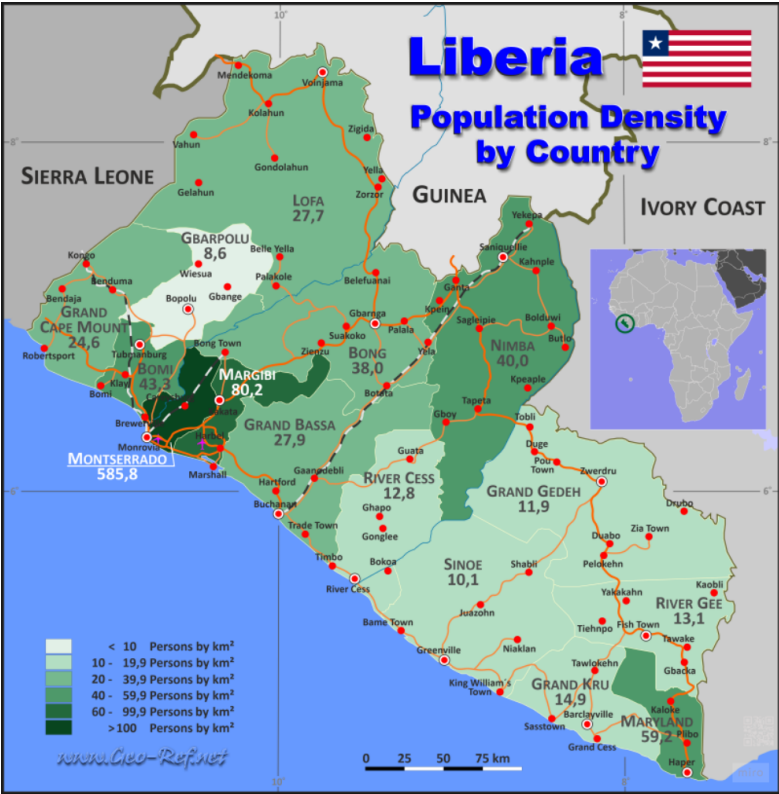 10°
8°
Liberia
Population Density
by Country
8°
SIERRA LEONE
GUINEA
IVORY COAST
Mendekoma
Voinjama
Kolahun
Zigida
Vahun
Gondolahun
Yella
Gelahun
Zorzor
LOFA
27,7
Yekepa
GBARPOLU
8,6
Belle Yella
Saniquellie
Kongo
Wiesua
Kahnple
Benduma
Palakole
Belefuanai
Ganta
Bendaja
Gbange
Kpein
Bopolu
Gbarnga
GRAND
CAPE MOUNT
24,6
Suakoko
Palala
Sagleipie
Bolduwi
Butlo
Robertsport
Tubmanburg
Bong Town
Zienzu
BONG
38,0
Yela
NIMBA
40,0
BOMI
43,3
MARGIBI
80,2
Klay
Bomi
Botota
Kpeaple
Kakata
Tapeta
Brewer
GRAND BASSA
27,9
Gboy
Tobli
Monrovia
Harbel
Duge
MONTSERRADO
585,8
Guata
Pou
Town
Marshall
Gaanodebli
RIVER CESS
12,8
Zwerdru
6°
6°
Hartford
GRAND GEDEH
11,9
Buchanan
Ghapo
Drubo
Trade Town
Gonglee
Duabo
Zia Town
Timbo
Bokoa
SINOE
10,1
Shabli
Pelokehn
River Cess
Kaobli
Yakakahn
RIVER GEE
13,1
Juazohn
Bame Town
Tiehnpo
Fish Town
Tawake
Greenville
Niaklan
Tawlokehn
Gbacka
King William´s
Town
GRAND KRU
14,9
Kaloke
Barclayville
MARYLAND
59,2
Sasstown
Plibo
Grand Cess
Haper
< 10 Persons by km²
10 - 19,9 Persons by km²
20 - 39,9 Persons by km²
40 - 59,9 Persons by km²
60 - 99,9 Persons by km²
>100 Persons by km²
www.Geo-Ref.net
0 25 50 75 km
10°
8°